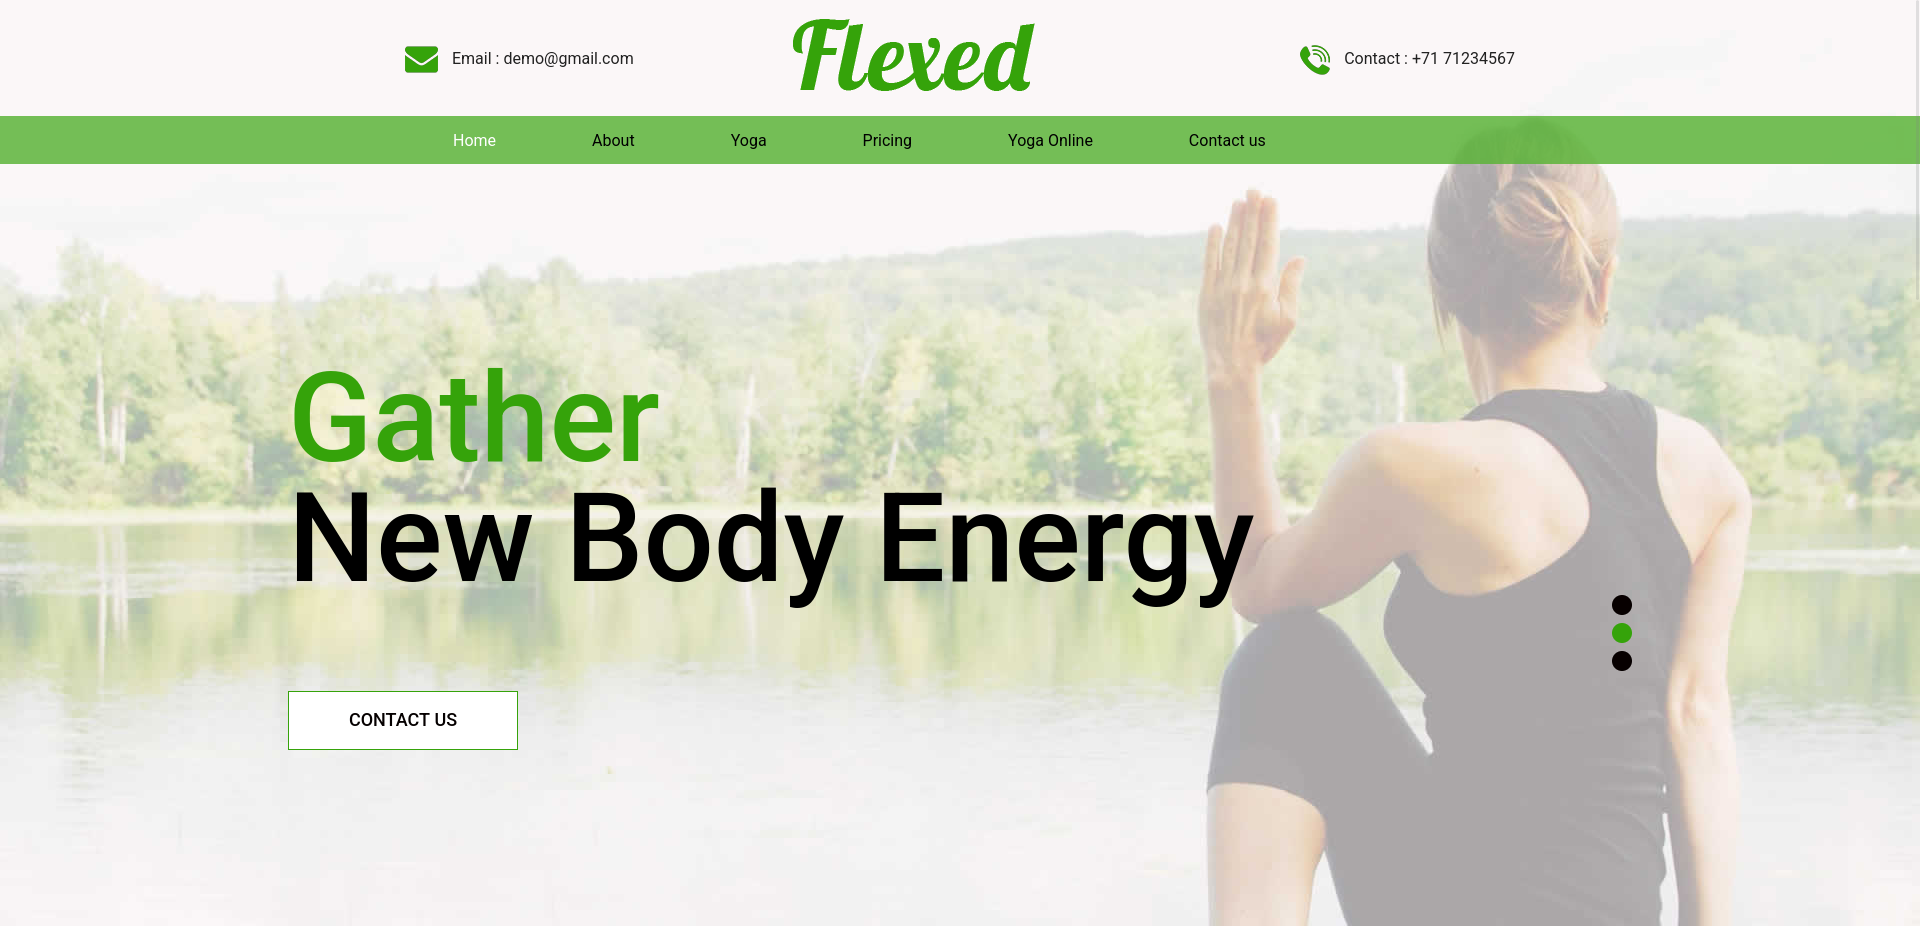 Email : demo@gmail.com
Flexed
Contact : +71 71234567
Home
About
Yoga
Pricing
Yoga Online
Contact us
Gather
New Body Energy
CONTACT US